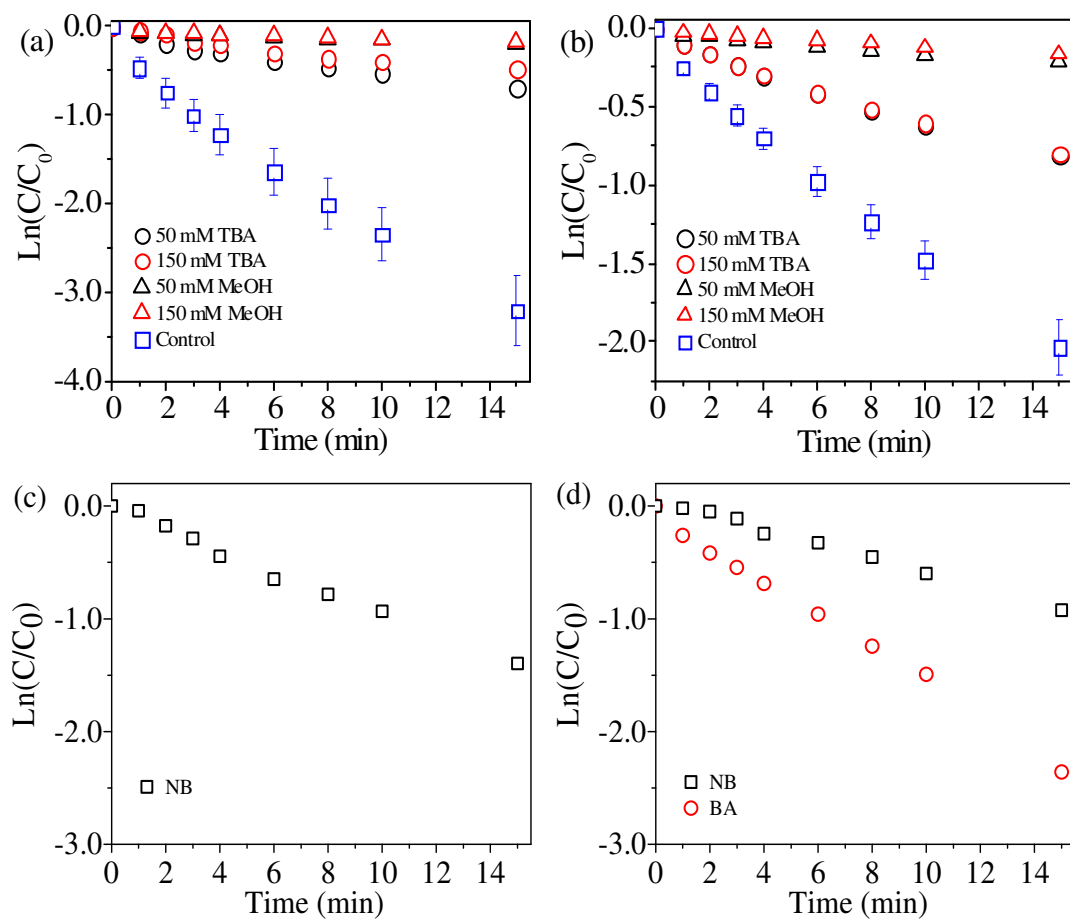 (a)
Ln(C/C0)
0.0
-1.0
-2.0
-3.0
-4.0
50 mM TBA
150 mM TBA
50 mM MeOH
150 mM MeOH
Control
0 2 4 6 8 10 14
Time (min)
(b)
Ln(C/C0)
0.0
-0.5
-1.0
-1.5
-2.0
50 mM TBA
150 mM TBA
50 mM MeOH
150 mM MeOH
Control
0 2 4 6 8 10 14
Time (min)
(c)
Ln(C/C0)
0.0
-1.0
-2.0
-3.0
NB
0 2 4 6 8 10 14
Time (min)
(d)
Ln(C/C0)
0.0
-1.0
-2.0
-3.0
NB
BA
0 2 4 6 8 10 14
Time (min)